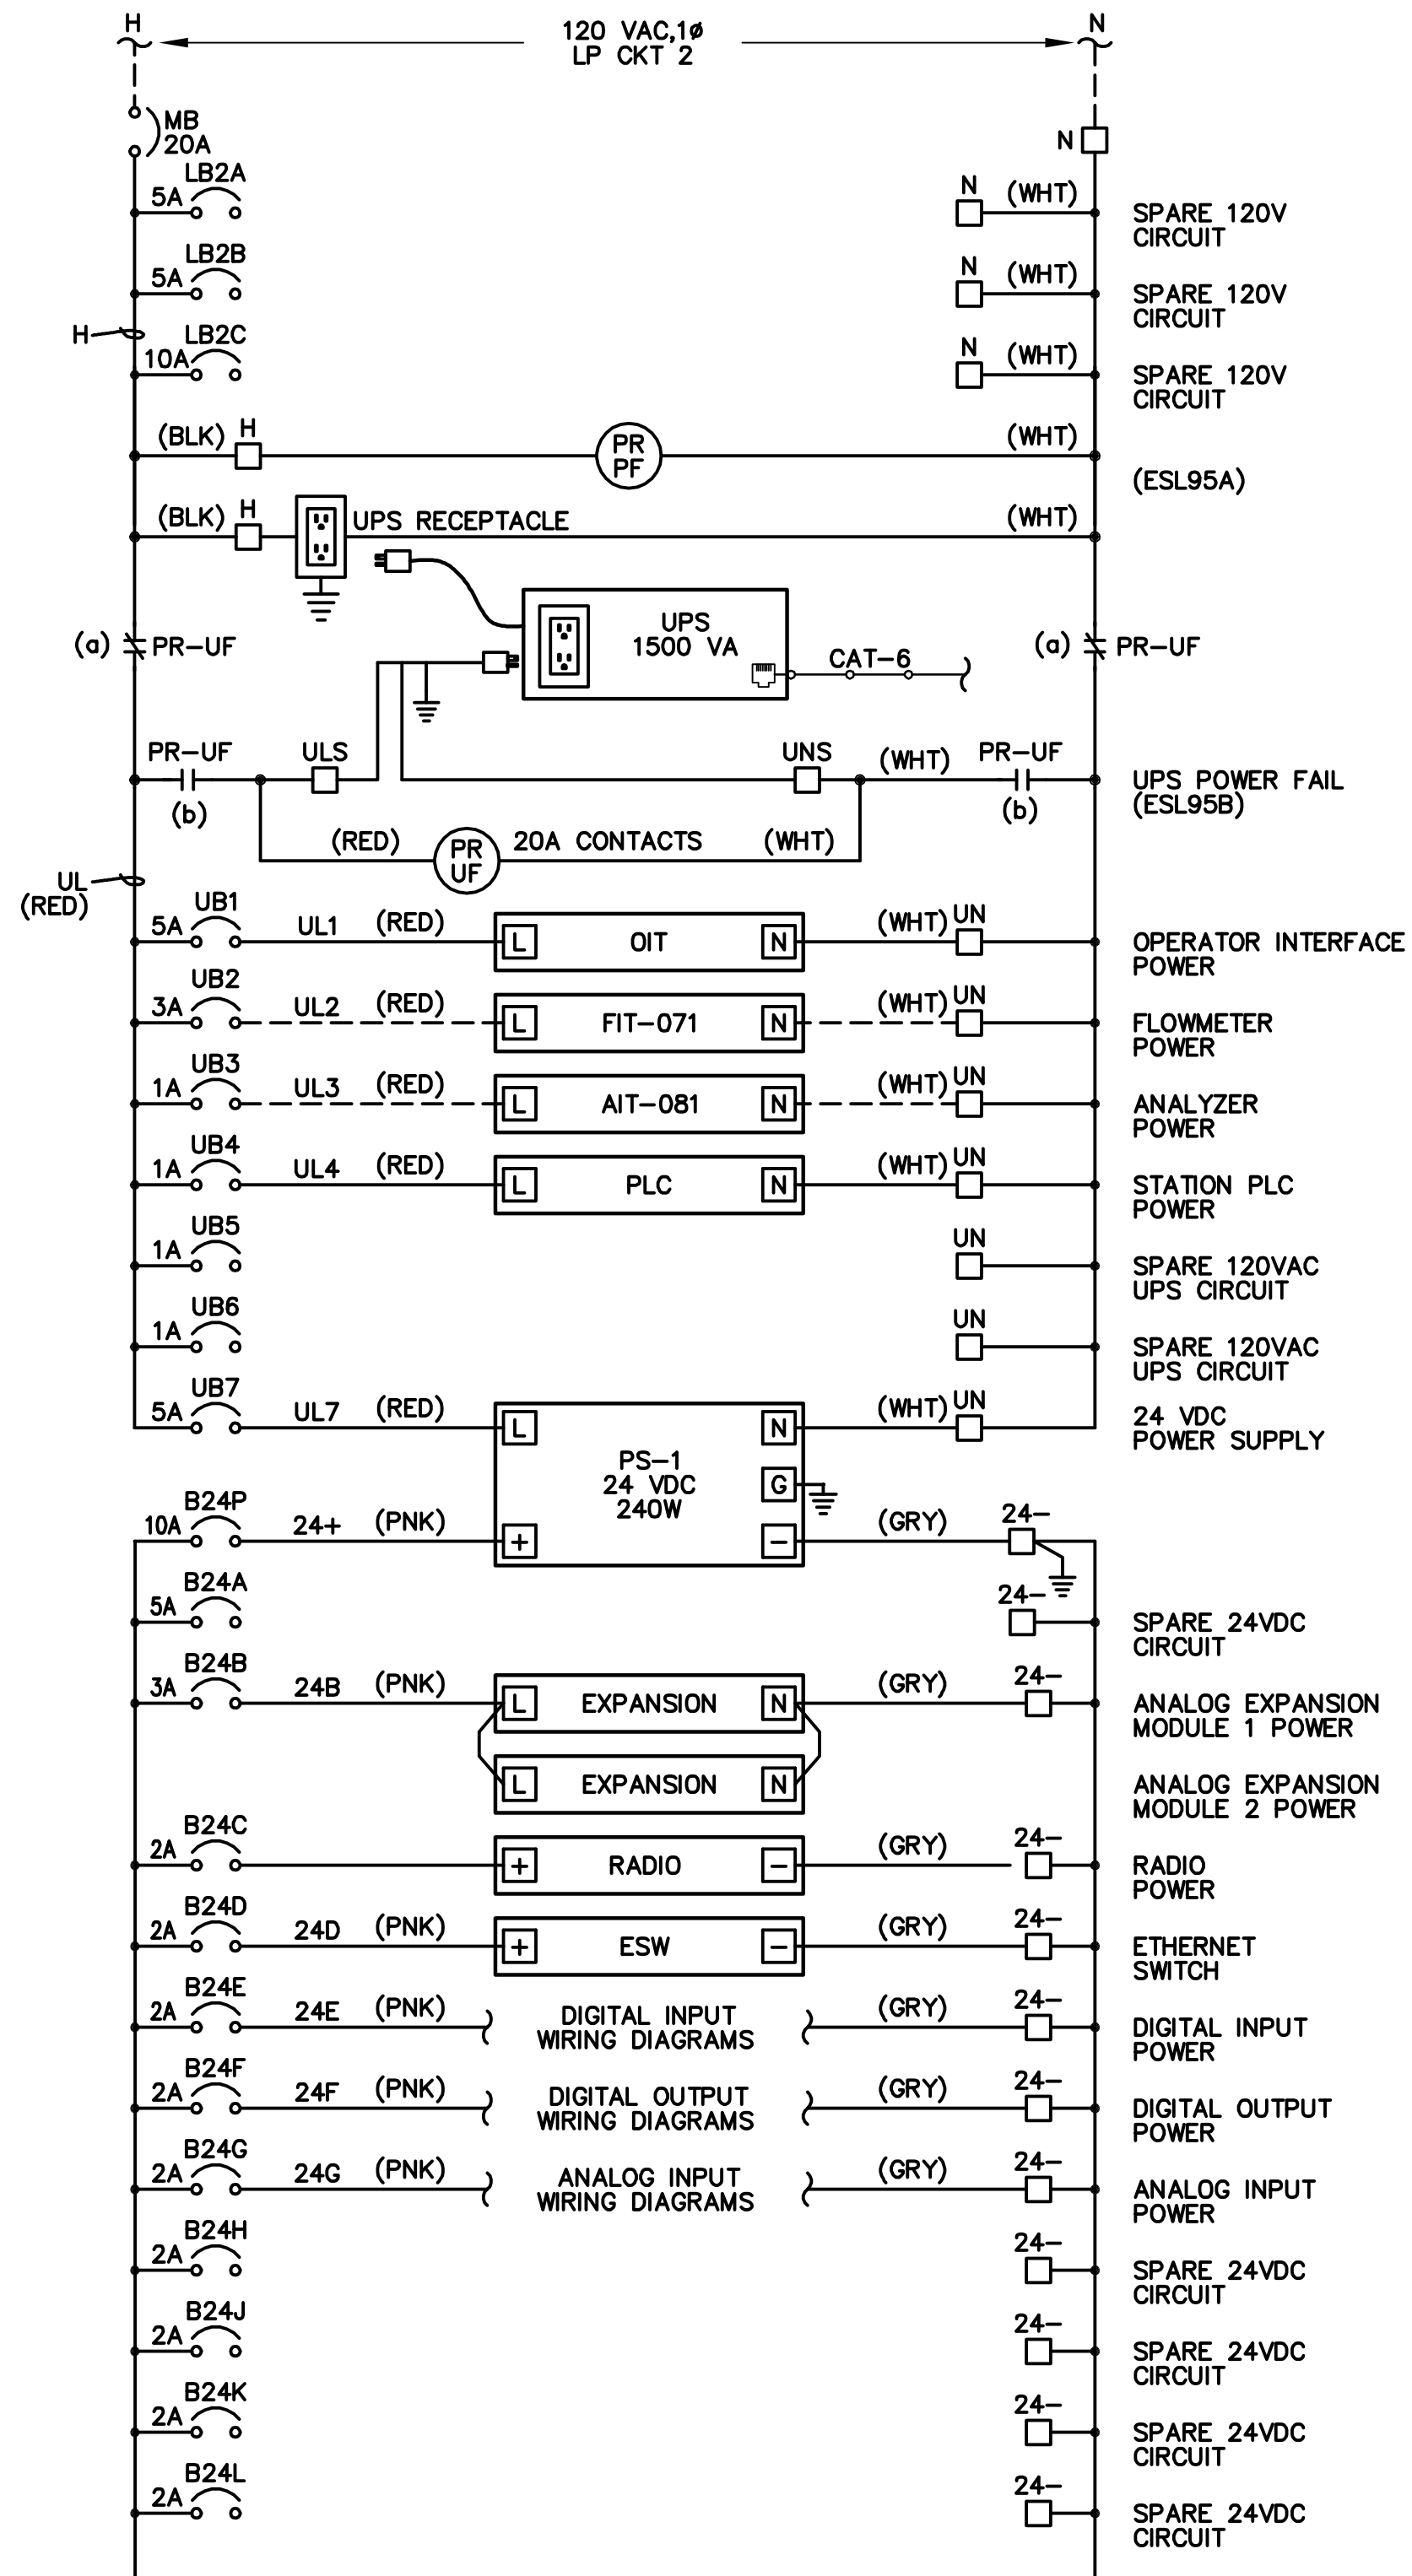 H
120 VAC,1ø
LP CKT 2
N
MB
20A
N
LB2A
5A
N
(WHT)
SPARE 120V
CIRCUIT
LB2B
5A
N
(WHT)
SPARE 120V
CIRCUIT
H
LB2C
10A
N
(WHT)
SPARE 120V
CIRCUIT
(BLK)
H
PR
PF
(WHT)
(ESL95A)
(BLK)
H
UPS RECEPTACLE
(WHT)
UPS
1500 VA
(a)
PR-UF
CAT-6
(a)
PR-UF
PR-UF
(b)
ULS
UNS
(WHT)
PR-UF
(b)
UPS POWER FAIL
(ESL95B)
(RED)
PR
UF
20A CONTACTS
(WHT)
UL
(RED)
UB1
5A
UL1
(RED)
L
OIT
N
(WHT)
UN
OPERATOR INTERFACE
POWER
UB2
3A
UL2
(RED)
L
FIT-071
N
(WHT)
UN
FLOWMETER
POWER
UB3
1A
UL3
(RED)
L
AIT-081
N
(WHT)
UN
ANALYZER
POWER
UB4
1A
UL4
(RED)
L
PLC
N
(WHT)
UN
STATION PLC
POWER
UB5
1A
UN
SPARE 120VAC
UPS CIRCUIT
UB6
1A
UN
SPARE 120VAC
UPS CIRCUIT
UB7
5A
UL7
(RED)
L
N
(WHT)
UN
24 VDC
POWER SUPPLY
PS-1
24 VDC
240W
G
B24P
10A
24+
(PNK)
+
-
(GRY)
24-
B24A
5A
24-
SPARE 24VDC
CIRCUIT
B24B
3A
24B
(PNK)
L
EXPANSION
N
(GRY)
24-
ANALOG EXPANSION
MODULE 1 POWER
L
EXPANSION
N
ANALOG EXPANSION
MODULE 2 POWER
B24C
2A
+
RADIO
-
(GRY)
24-
RADIO
POWER
B24D
2A
24D
(PNK)
+
ESW
-
(GRY)
24-
ETHERNET
SWITCH
B24E
2A
24E
(PNK)
DIGITAL INPUT
WIRING DIAGRAMS
(GRY)
24-
DIGITAL INPUT
POWER
B24F
2A
24F
(PNK)
DIGITAL OUTPUT
WIRING DIAGRAMS
(GRY)
24-
DIGITAL OUTPUT
POWER
B24G
2A
24G
(PNK)
ANALOG INPUT
WIRING DIAGRAMS
(GRY)
24-
ANALOG INPUT
POWER
B24H
2A
24-
SPARE 24VDC
CIRCUIT
B24J
2A
24-
SPARE 24VDC
CIRCUIT
B24K
2A
24-
SPARE 24VDC
CIRCUIT
B24L
2A
24-
SPARE 24VDC
CIRCUIT